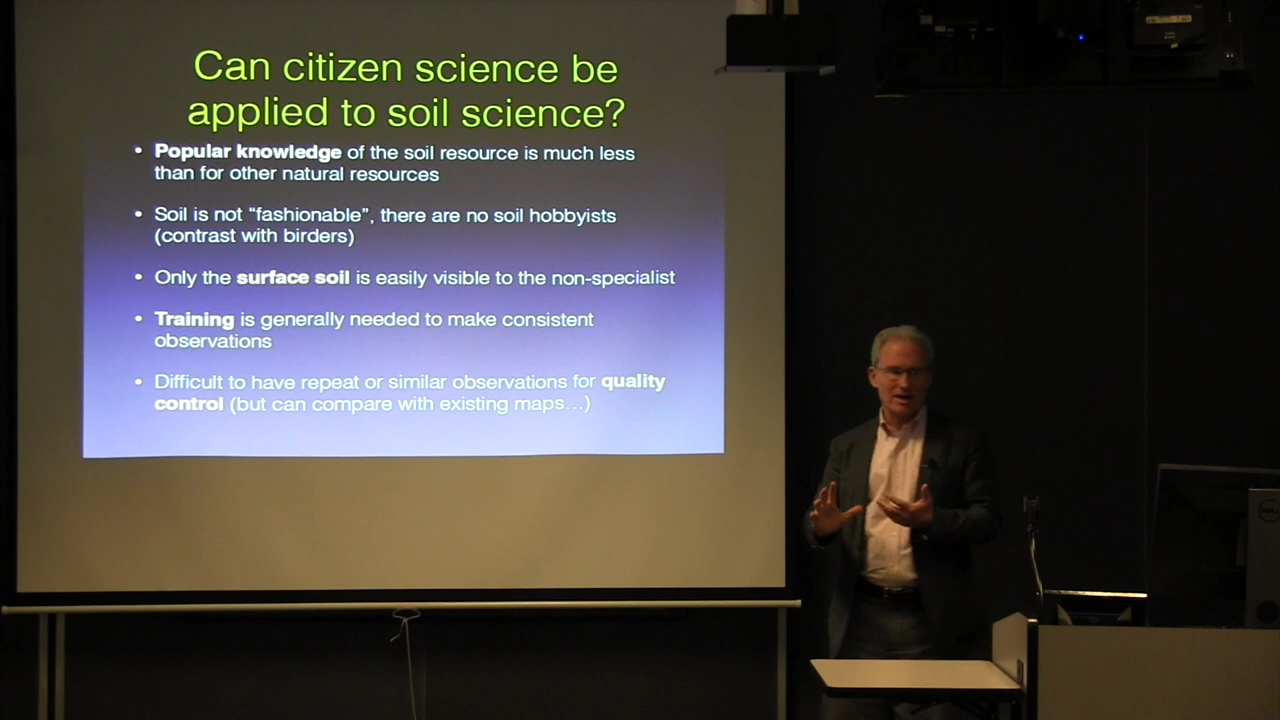 Can citizen science be
applied to soil science?
• Popular knowledge of the soil resource is much less
than for other natural resources
• Soil is not “fashionable”, there are no soil hobbyists
(contrast with birders)
• Only the surface soil is easily visible to the non-specialist
• Training is generally needed to make consistent
observations
• Difficult to have repeat or similar observations for quality
control (but can compare with existing maps…)
DELL